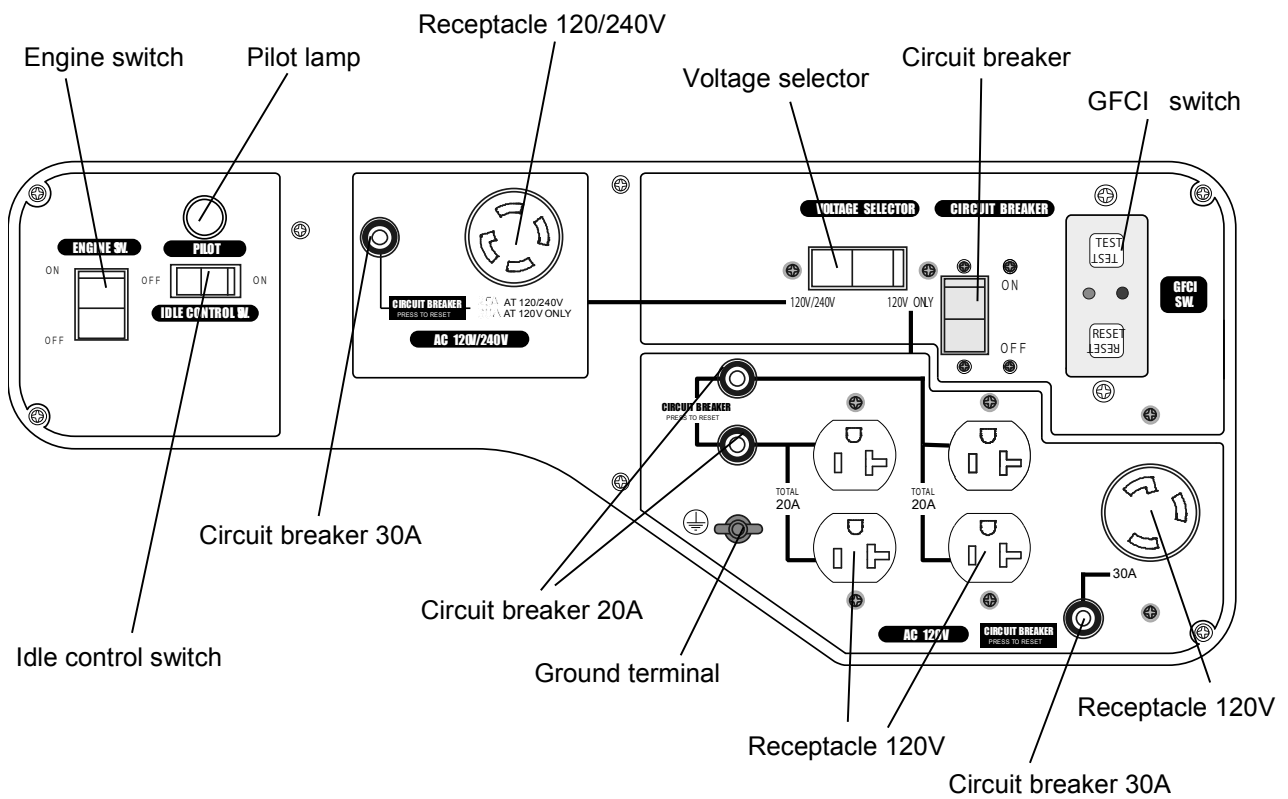 Receptacle 120/240V
Engine switch
Pilot lamp
Circuit breaker
Voltage selector
GFCI switch
VOLTAGE SELECTOR
CIRCUIT BREAKER
ENGINE SW.
PILOT
TEST
TEST
ON
OFF
ON
ON
120V/240V
120V ONLY
GFCI
SW.
CIRCUIT BREAKER
PRESS TO RESET
AT 120/240V
AT 120V ONLY
IDLE CONTROL SW.
OFF
AC 120V/240V
OFF
RESET
RESET
CIRCUIT BREAKER
PRESS TO RESET
TOTAL
20A
TOTAL
20A
Circuit breaker 30A
30A
Circuit breaker 20A
AC 120V
CIRCUIT BREAKER
PRESS TO RESET
Idle control switch
Ground terminal
Receptacle 120V
Receptacle 120V
Circuit breaker 30A